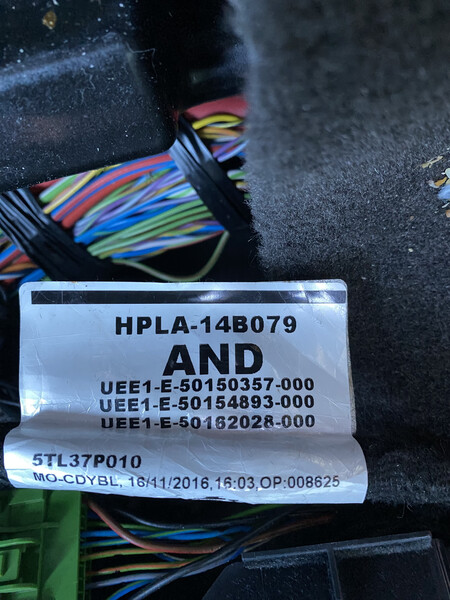 HPLA-14B079
AND
UEE1-E-50150357-000
UEE1-E-50154893-000
UEE1-E-50162028-000
5TL37P010
MO-CDYBL, 16/11/2016,16:03,OP:008625